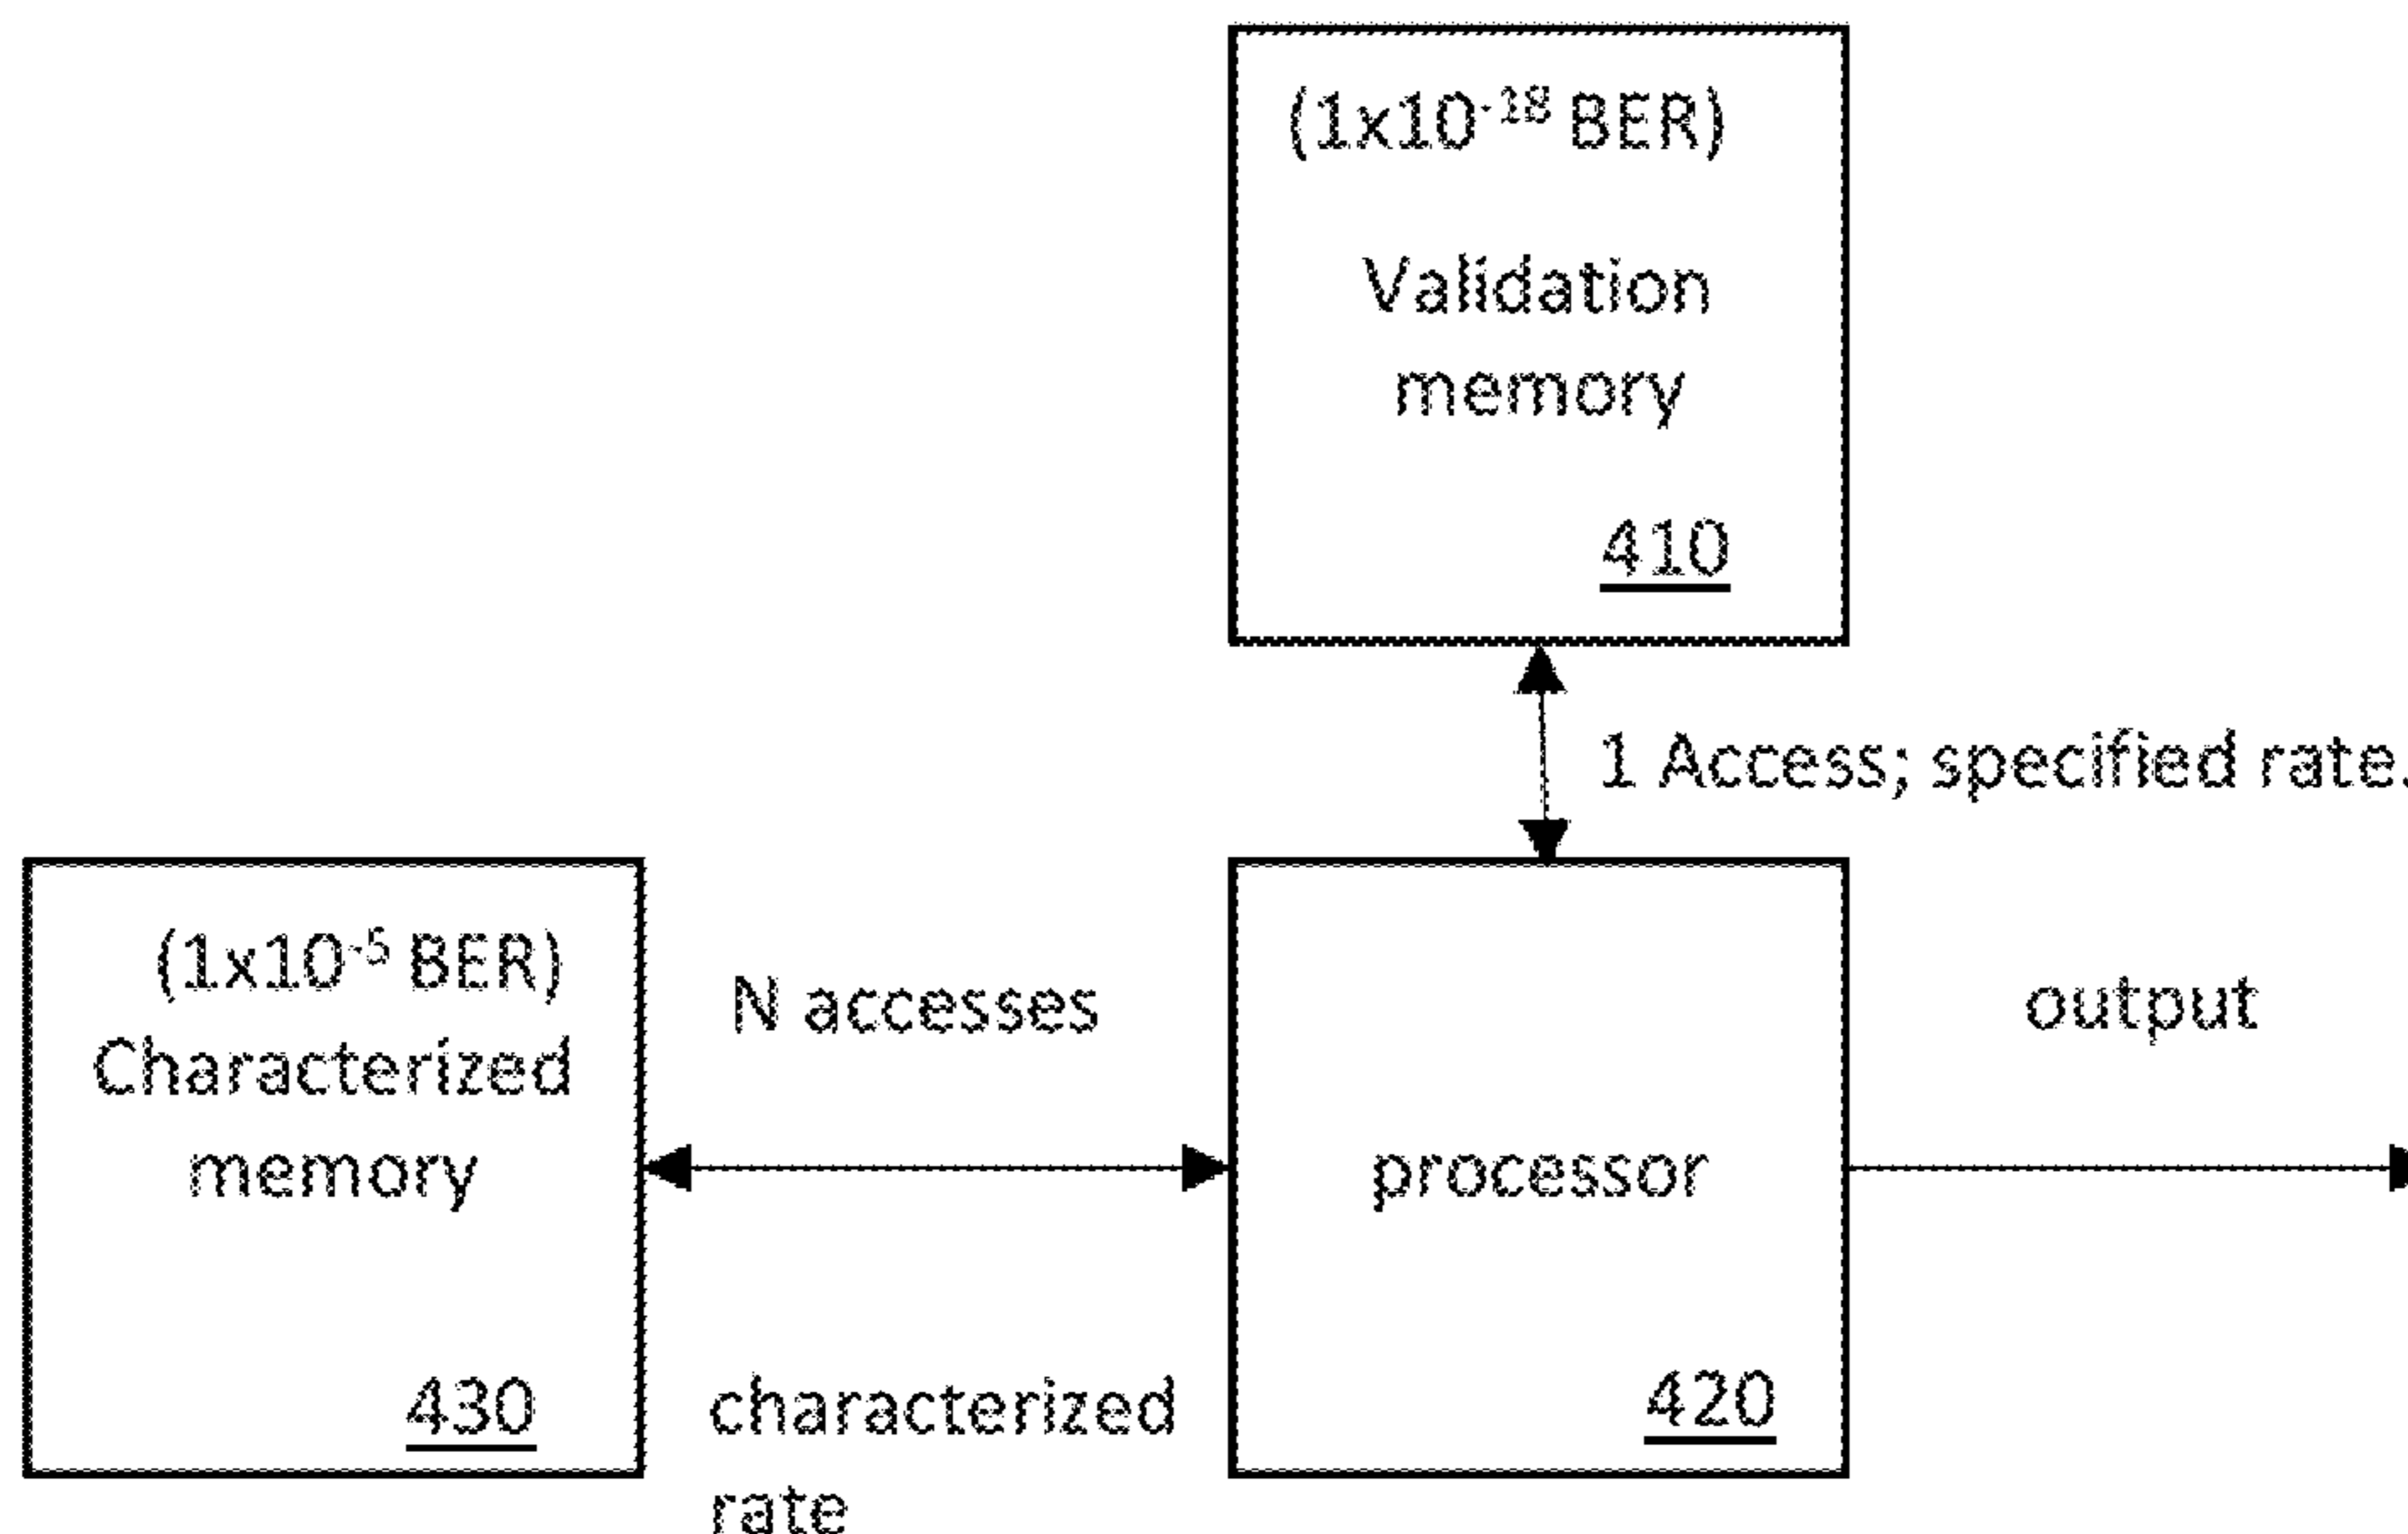 (1x10⁻¹⁸ BER)
Validation
memory
410
1 Access; specified rate.
(1x10⁻⁵ BER)
Characterized
memory
430
N accesses
characterized
rate
processor
420
output